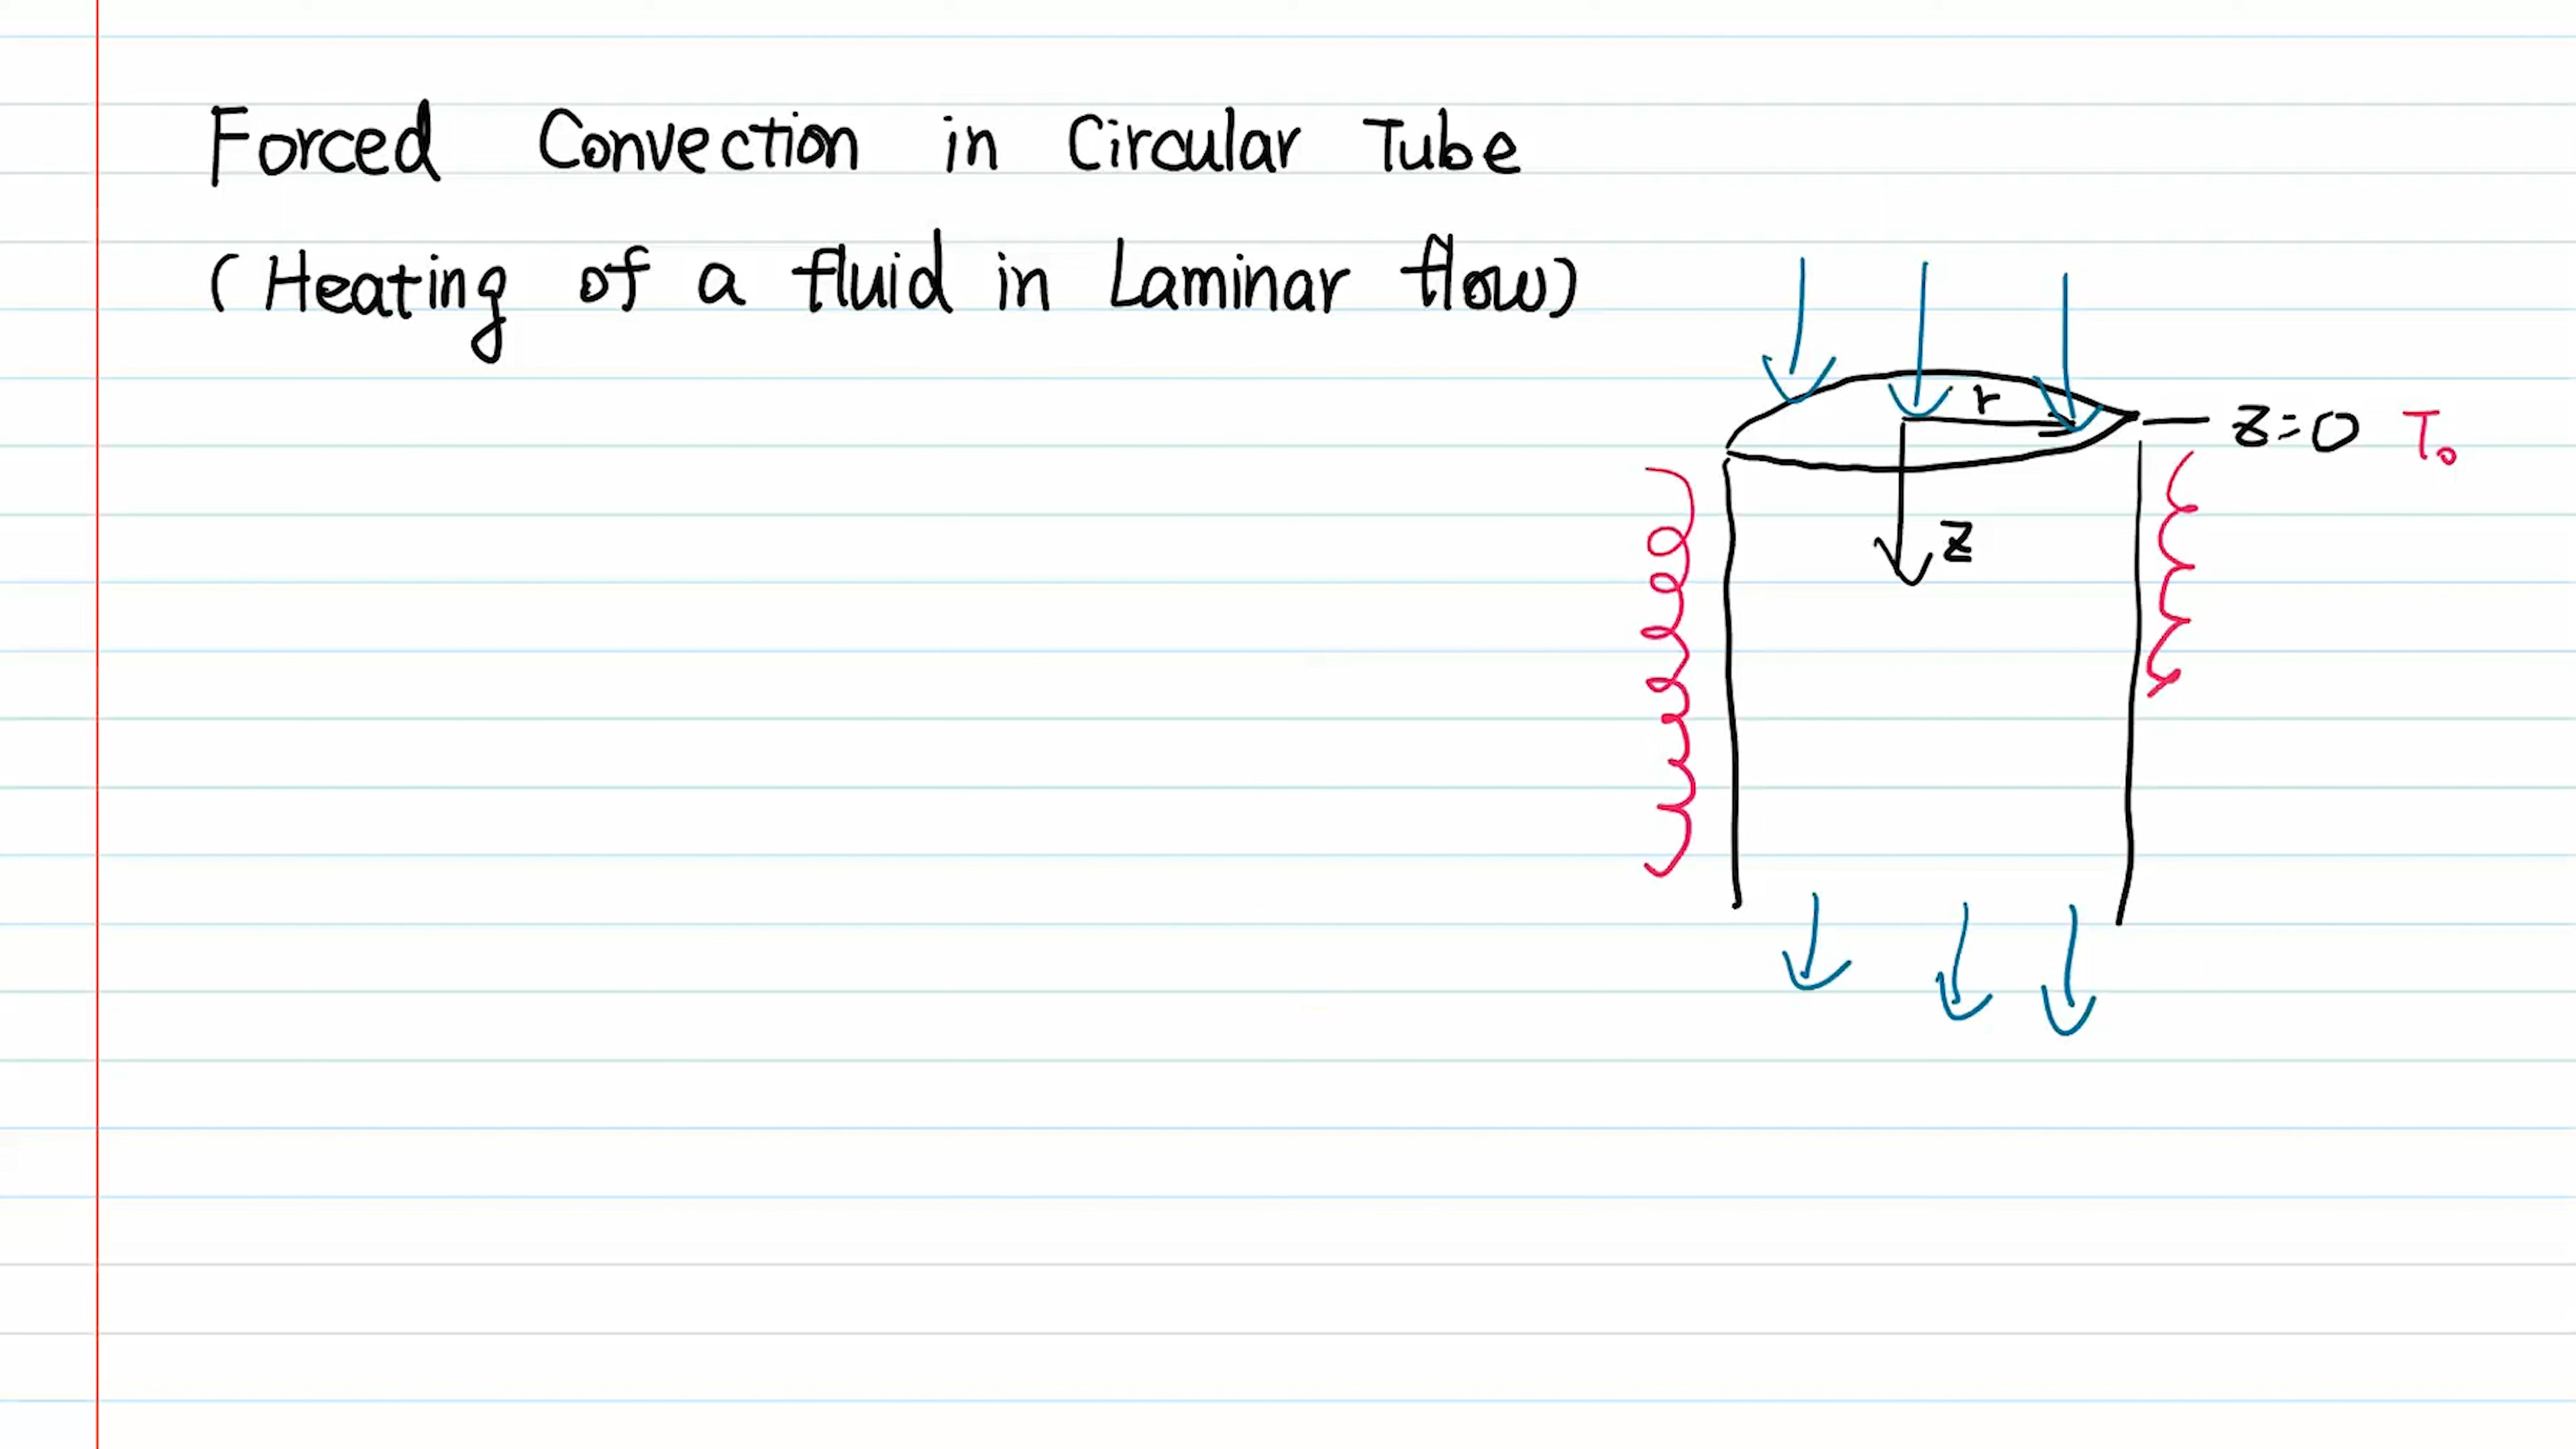 Forced Convection in Circular Tube
(Heating of a fluid in Laminar flow)
r
z=0 T₀
z